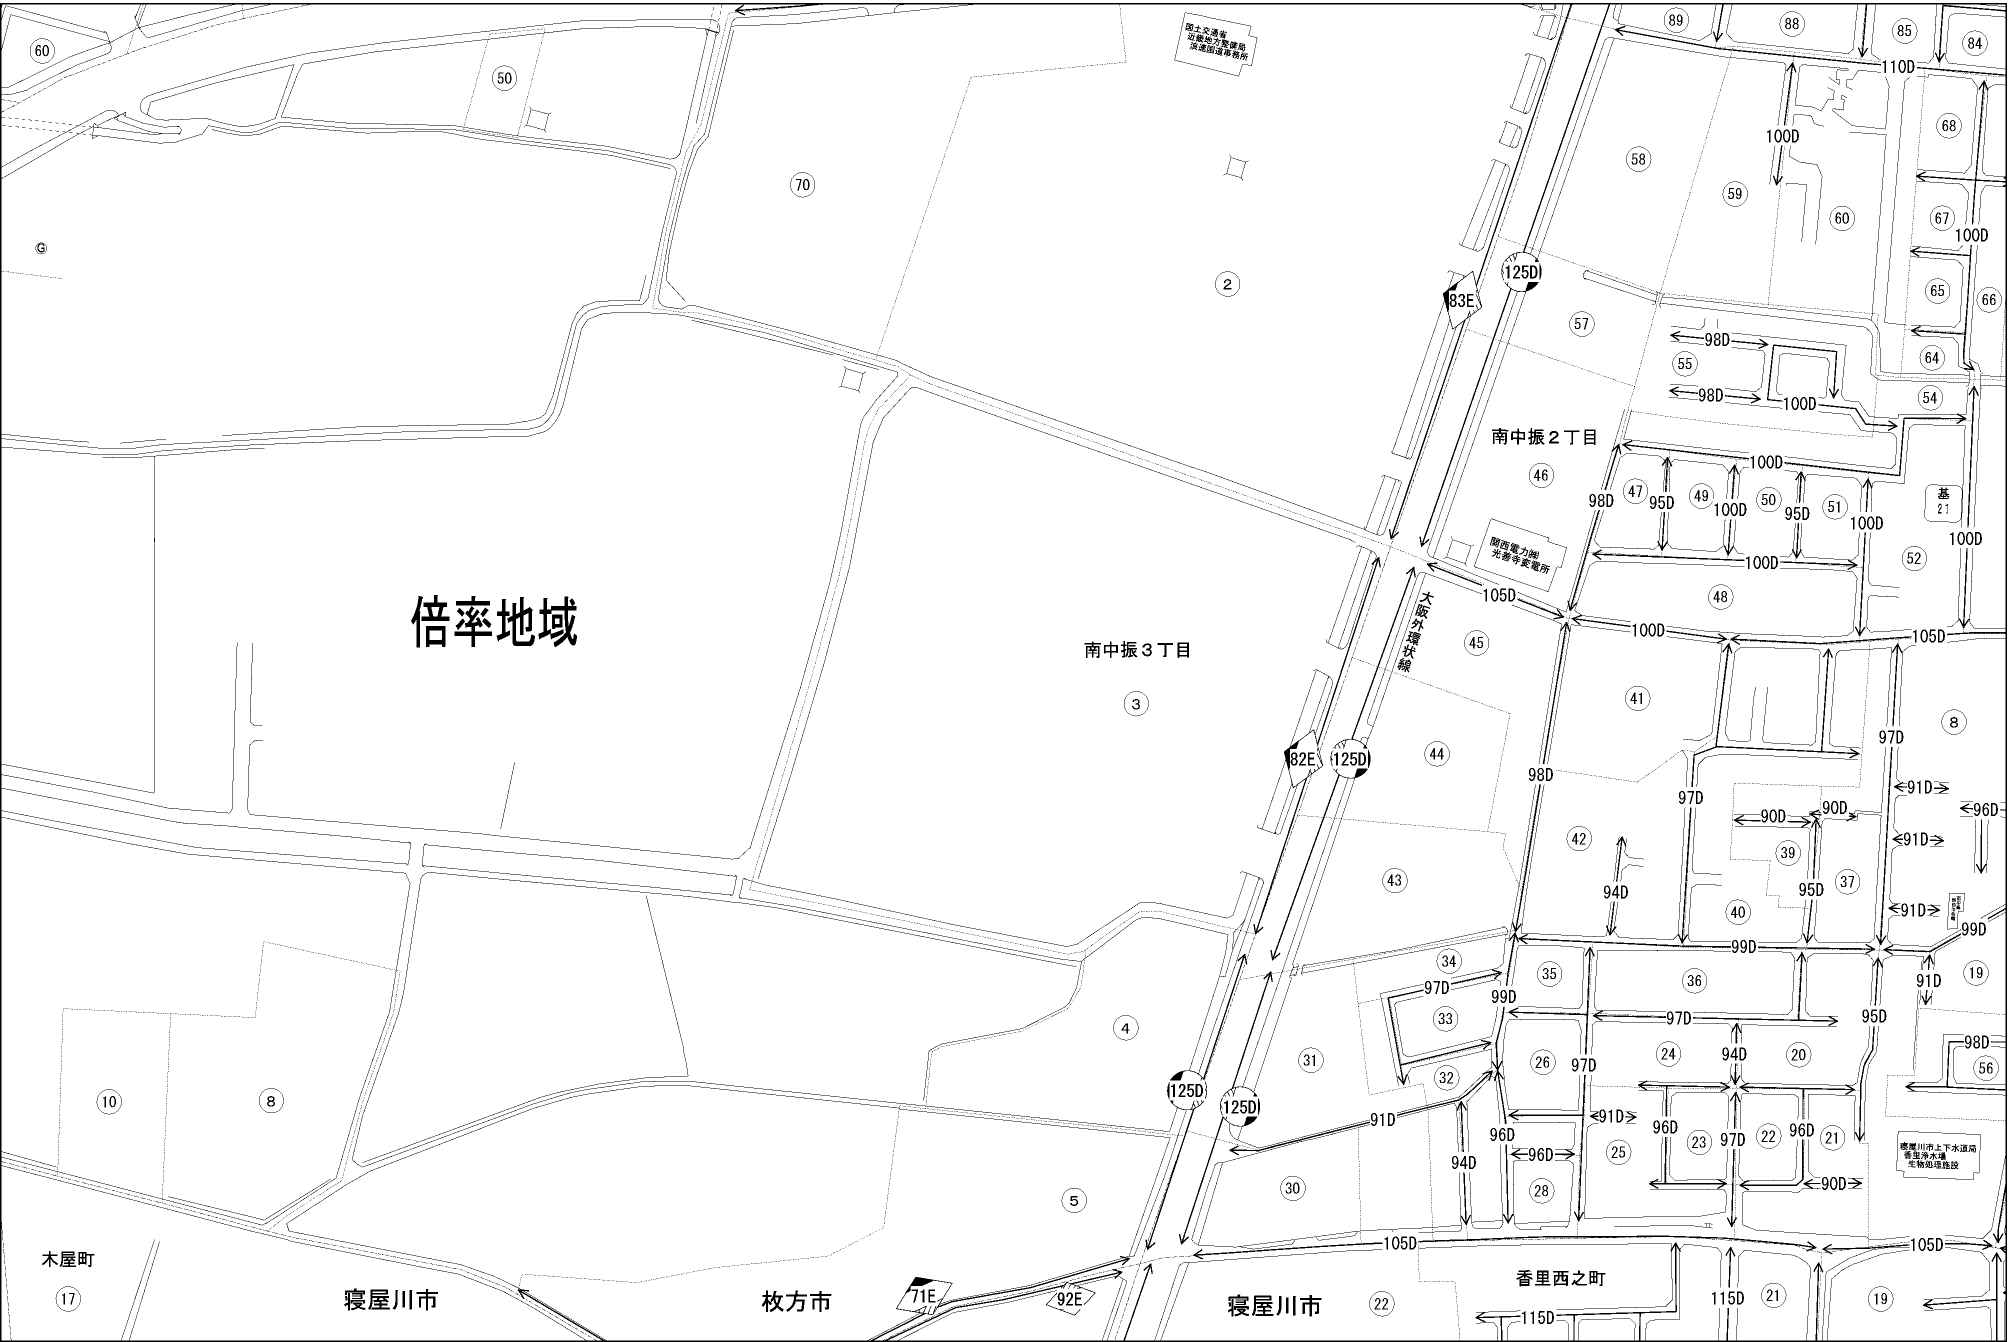 89
88
85
84
60
国土交通省
近畿地方整備局
浪速国道事務所
110D
50
68
100D
58
70
59
60
67
100D
G
125D
2
83E
65
66
57
98D
64
55
98D
100D
54
南中振2丁目
100D
46
47
95D
49
100D
50
95D
51
基
21
98D
100D
100D
関西電力㈱
光善寺変電所
100D
52
105D
48
倍率地域
大阪外環状線
100D
105D
南中振3丁目
45
41
3
8
97D
44
82E
125D
98D
97D
91D
90D
90D
96D
42
91D
39
43
94D
95D
37
40
91D
99D
99D
34
35
36
19
97D
99D
91D
33
97D
95D
4
31
26
24
94D
20
98D
32
97D
56
10
8
125D
125D
91D
91D
96D
96D
97D
96D
23
22
21
94D
96D
25
寝屋川市上下水道局
香里浄水場
生物処理施設
30
28
90D
5
105D
105D
木屋町
17
寝屋川市
71E
92E
枚方市
寝屋川市
22
香里西之町
115D
115D
21
19